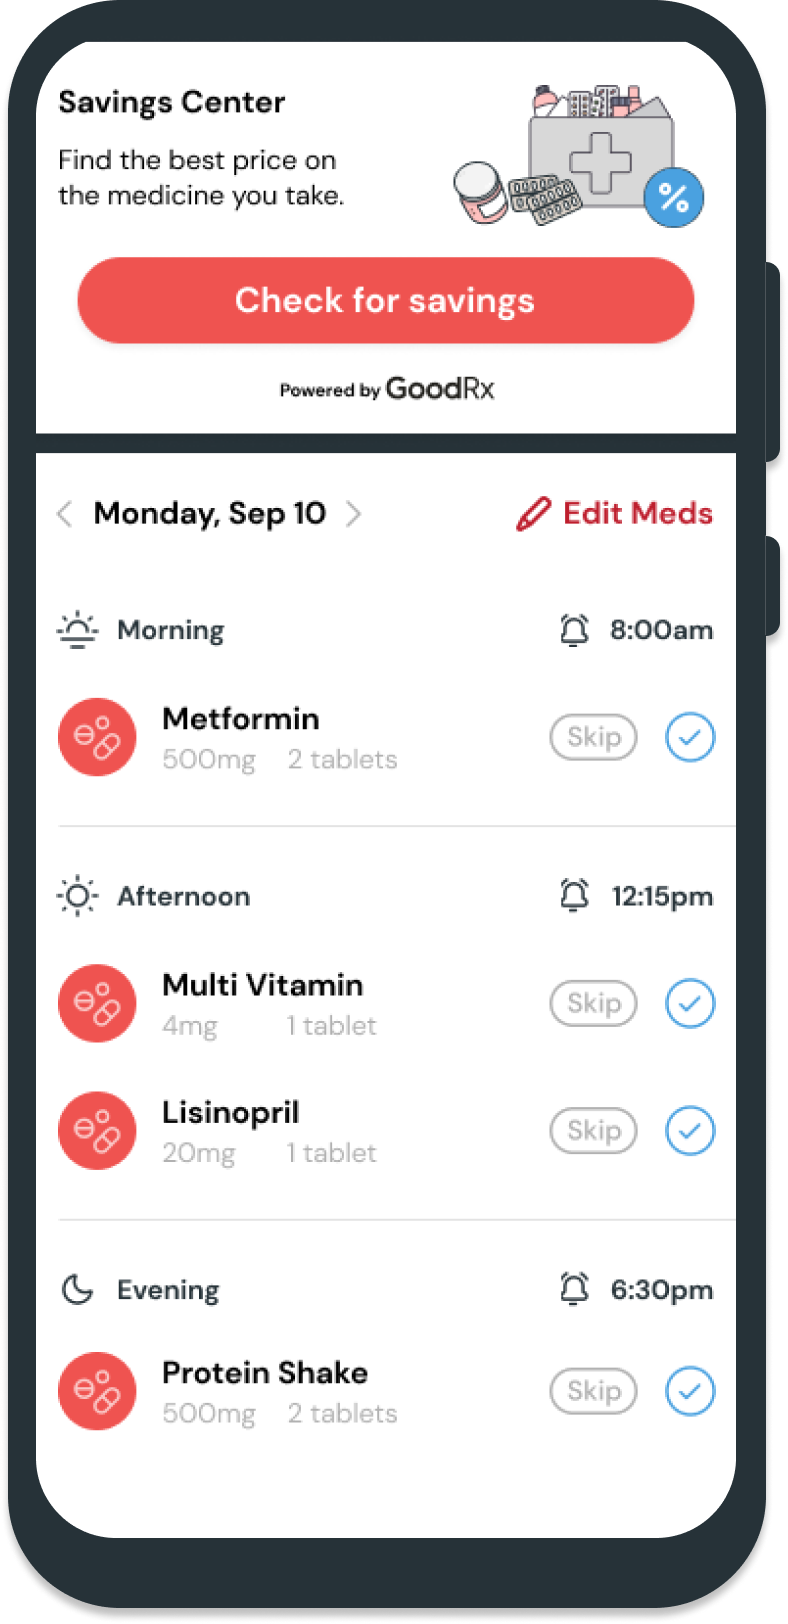 Savings Center
Find the best price on
the medicine you take.
%
Check for savings
Powered by GoodRx
Monday, Sep 10
Edit Meds
Morning
8:00am
Metformin
500mg 2 tablets
Skip
Afternoon
12:15pm
Multi Vitamin
4mg 1 tablet
Skip
Lisinopril
20mg 1 tablet
Skip
Evening
6:30pm
Protein Shake
500mg 2 tablets
Skip